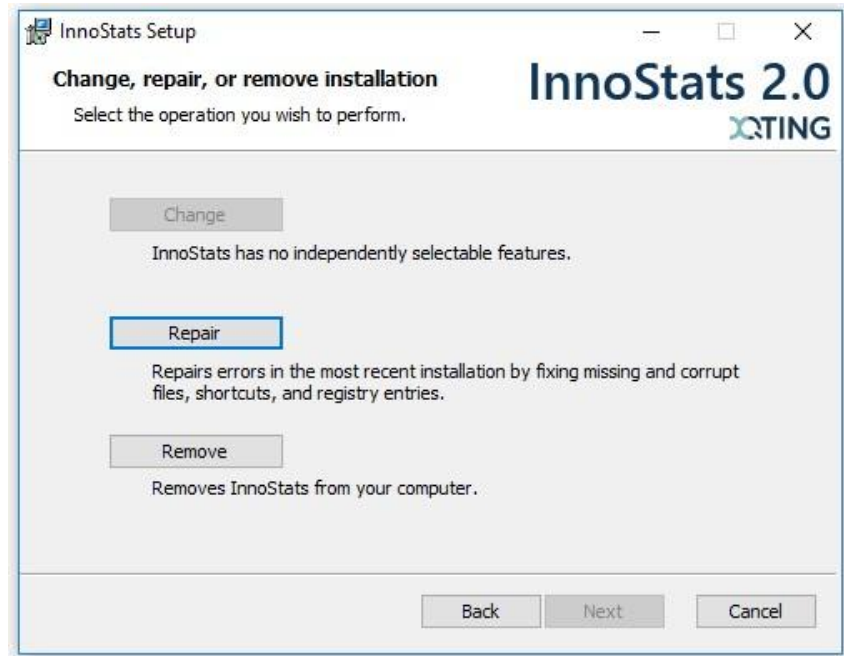 InnoStats Setup
Change, repair, or remove installation
Select the operation you wish to perform.
InnoStats 2.0
XQTING
Change
InnoStats has no independently selectable features.
Repair
Repairs errors in the most recent installation by fixing missing and corrupt
files, shortcuts, and registry entries.
Remove
Removes InnoStats from your computer.
Back
Next
Cancel